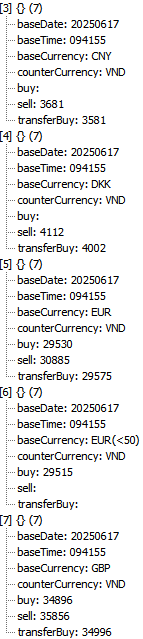 [3] {} (7)
baseDate: 20250617
baseTime: 094155
baseCurrency: CNY
counterCurrency: VND
buy:
sell: 3681
transferBuy: 3581
[4] {} (7)
baseDate: 20250617
baseTime: 094155
baseCurrency: DKK
counterCurrency: VND
buy:
sell: 4112
transferBuy: 4002
[5] {} (7)
baseDate: 20250617
baseTime: 094155
baseCurrency: EUR
counterCurrency: VND
buy: 29530
sell: 30885
transferBuy: 29575
[6] {} (7)
baseDate: 20250617
baseTime: 094155
baseCurrency: EUR(<50)
counterCurrency: VND
buy: 29515
sell:
transferBuy:
[7] {} (7)
baseDate: 20250617
baseTime: 094155
baseCurrency: GBP
counterCurrency: VND
buy: 34896
sell: 35856
transferBuy: 34996